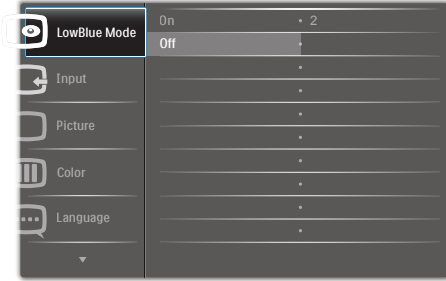 LowBlue Mode
On • 2
Off •
Input
Picture
Color
Language